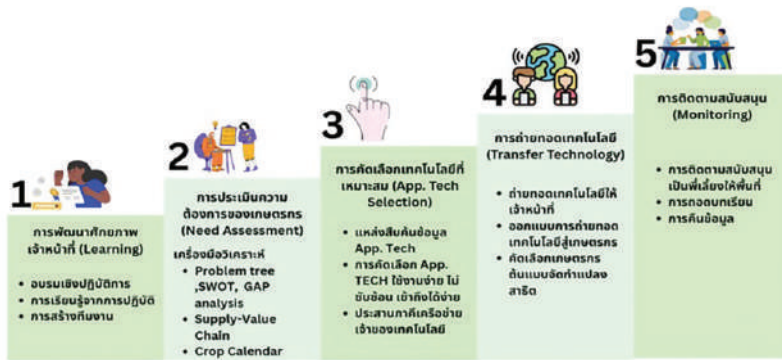 1
การพัฒนาศักยภาพ
เจ้าหน้าที่ (Learning)
• อบรมเชิงปฏิบัติการ
• การเรียนรู้จากการปฏิบัติ
• การสร้างทีมงาน
2
การประเมินความ
ต้องการของเกษตรกร
(Need Assessment)
เครื่องมือวิเคราะห์
• Problem tree
,SWOT, GAP
analysis
• Supply-Value
Chain
• Crop Calendar
3
การคัดเลือกเทคโนโลยีที่
เหมาะสม (App. Tech
Selection)
• แหล่งสืบค้นข้อมูล
App. Tech
• การคัดเลือก App.
TECH ใช้งานง่าย ไม่
ซับซ้อน เข้าถึงได้ง่าย
• ประสานภาคีเครือข่าย
เจ้าของเทคโนโลยี
4
การถ่ายทอดเทคโนโลยี
(Transfer Technology)
• ถ่ายทอดเทคโนโลยีให้
เจ้าหน้าที่
• ออกแบบการถ่ายทอด
เทคโนโลยีสู่เกษตรกร
• คัดเลือกเกษตรกร
ต้นแบบจัดทำแปลง
สาธิต
5
การติดตามสนับสนุน
(Monitoring)
• การติดตามสนับสนุน
เป็นพี่เลี้ยงให้พื้นที่
• การถอดบทเรียน
• การคืนข้อมูล